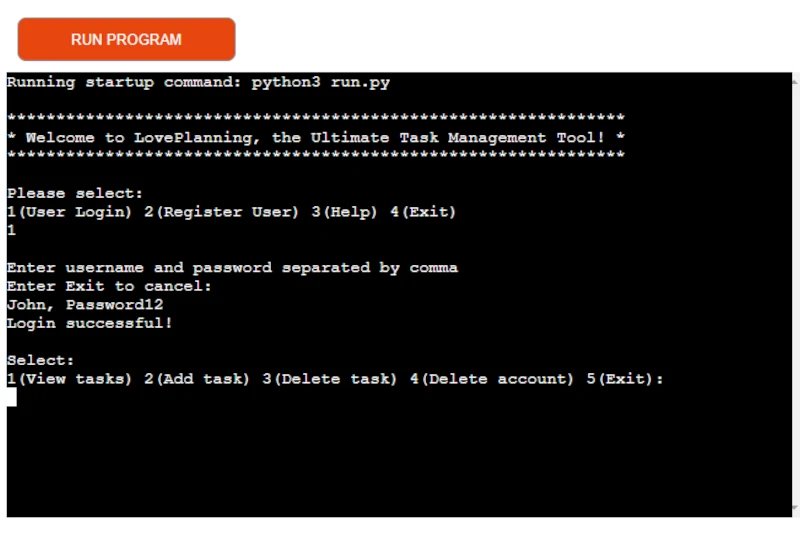 RUN PROGRAM
Running startup command: python3 run.py
***************************************************************
* Welcome to LovePlanning, the Ultimate Task Management Tool! *
***************************************************************
Please select:
1(User Login) 2(Register User) 3(Help) 4(Exit)
1
Enter username and password separated by comma
Enter Exit to cancel:
John, Password12
Login successful!
Select:
1(View tasks) 2(Add task) 3(Delete task) 4(Delete account) 5(Exit):